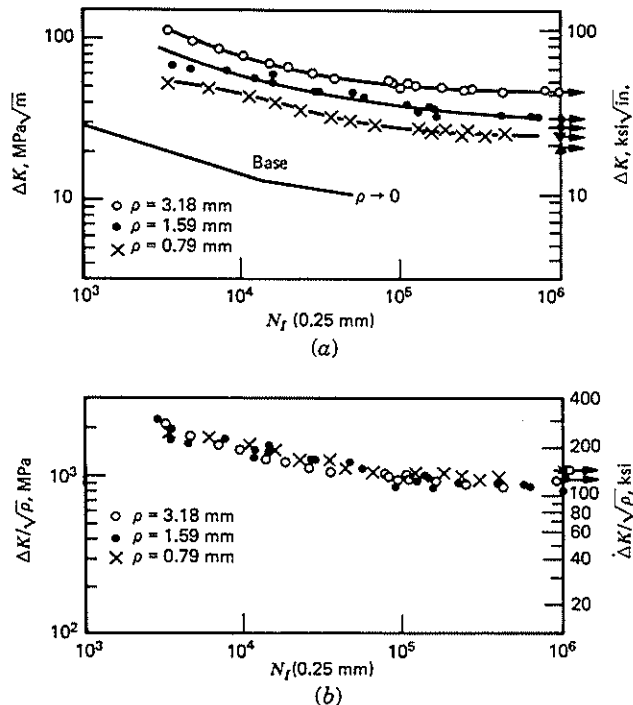 100
100
ΔK, MPa√m
ΔK, ksi√in.
Base
10
10
ρ → 0
○ ρ = 3.18 mm
● ρ = 1.59 mm
× ρ = 0.79 mm
10³ 10⁴ 10⁵ 10⁶
N_I (0.25 mm)
(a)
400
200
10³
100
80
60
40
20
ΔK/√ρ, MPa
ΔK/√ρ, ksi
○ ρ = 3.18 mm
● ρ = 1.59 mm
× ρ = 0.79 mm
10²
10³ 10⁴ 10⁵ 10⁶
N_I (0.25 mm)
(b)